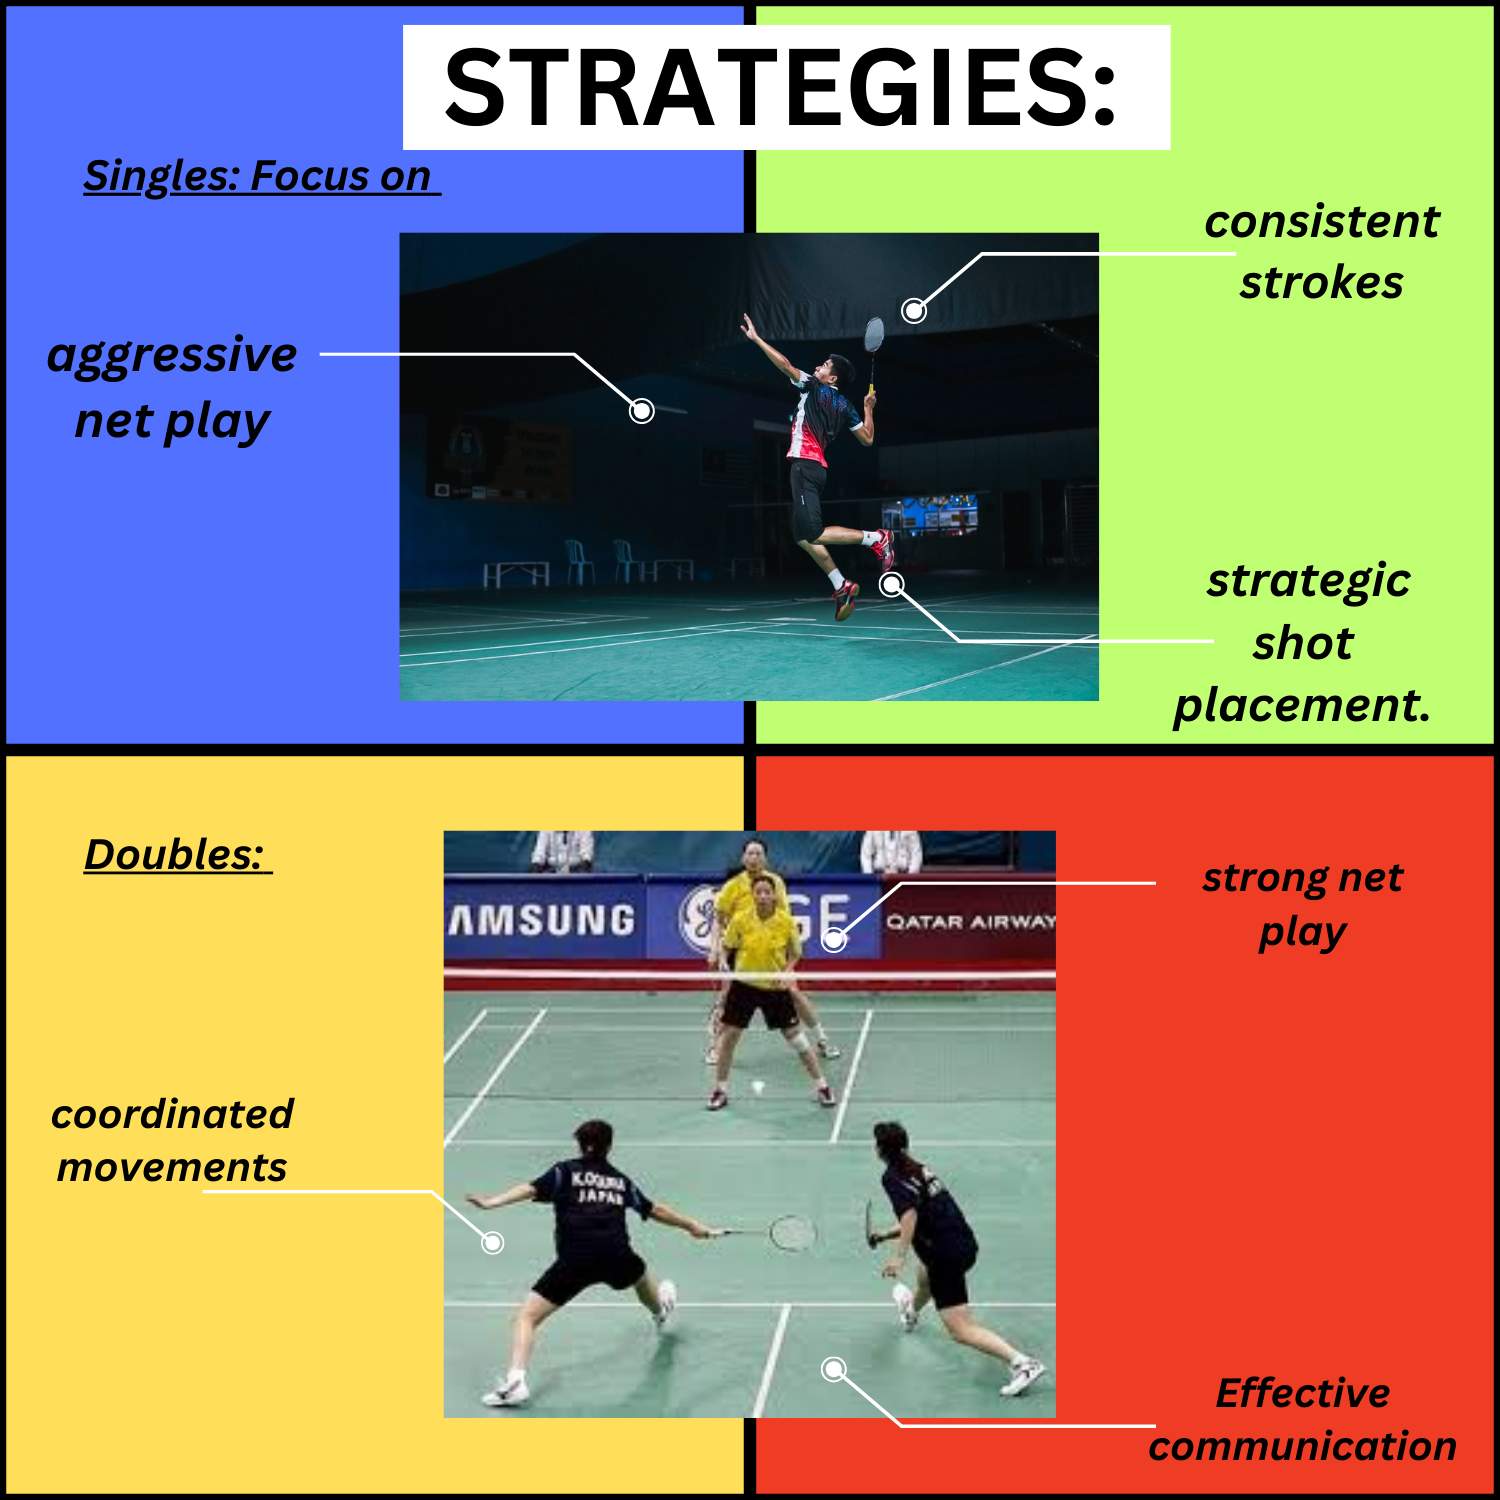 STRATEGIES:
Singles: Focus on
aggressive
net play
consistent
strokes
strategic
shot
placement.
Doubles:
strong net
play
coordinated
movements
Effective
communication
AMSUNG
GE
QATAR AIRWAY
JAPAN